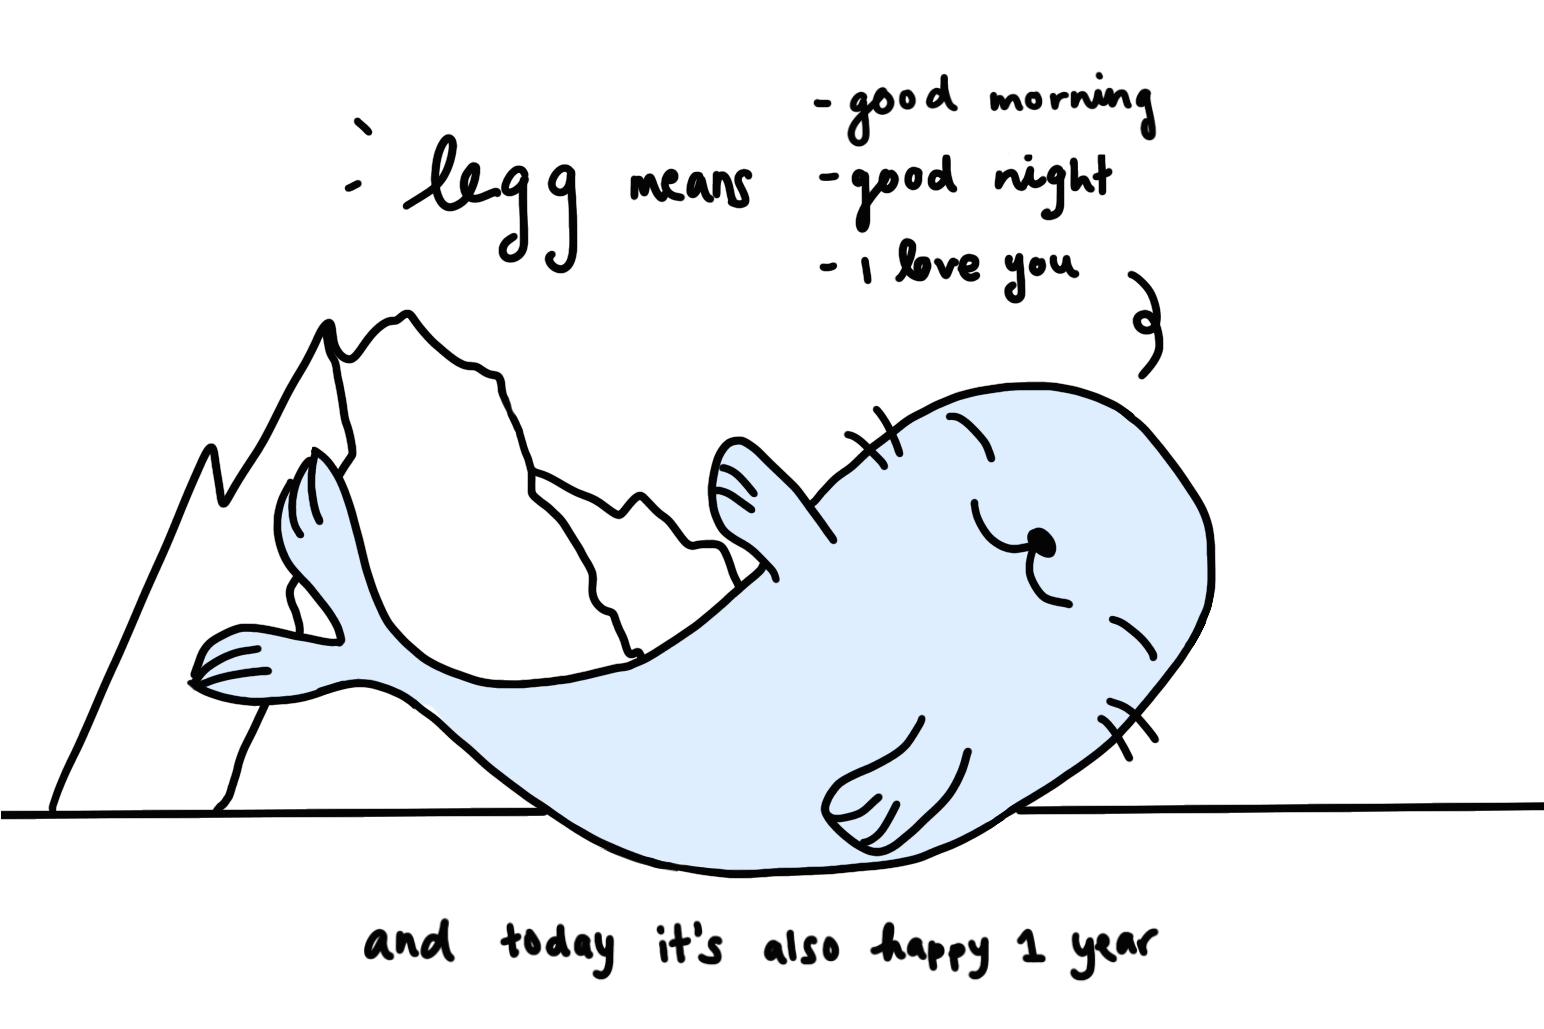 legg means
- good morning
- good night
- i love you
and today it's also happy 1 year